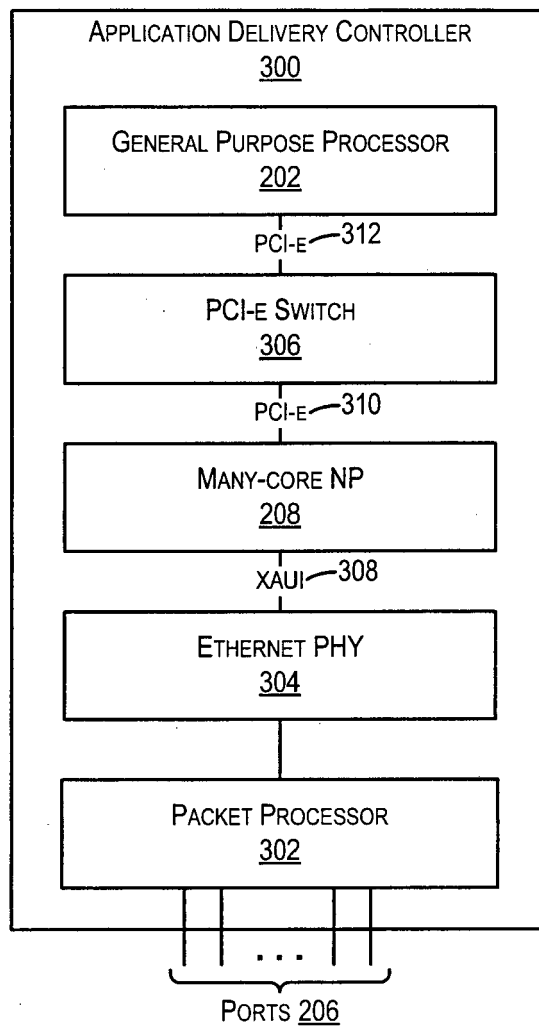 APPLICATION DELIVERY CONTROLLER
300
GENERAL PURPOSE PROCESSOR
202
PCI-E 312
PCI-E SWITCH
306
PCI-E 310
MANY-CORE NP
208
XAUI 308
ETHERNET PHY
304
PACKET PROCESSOR
302
...
PORTS 206